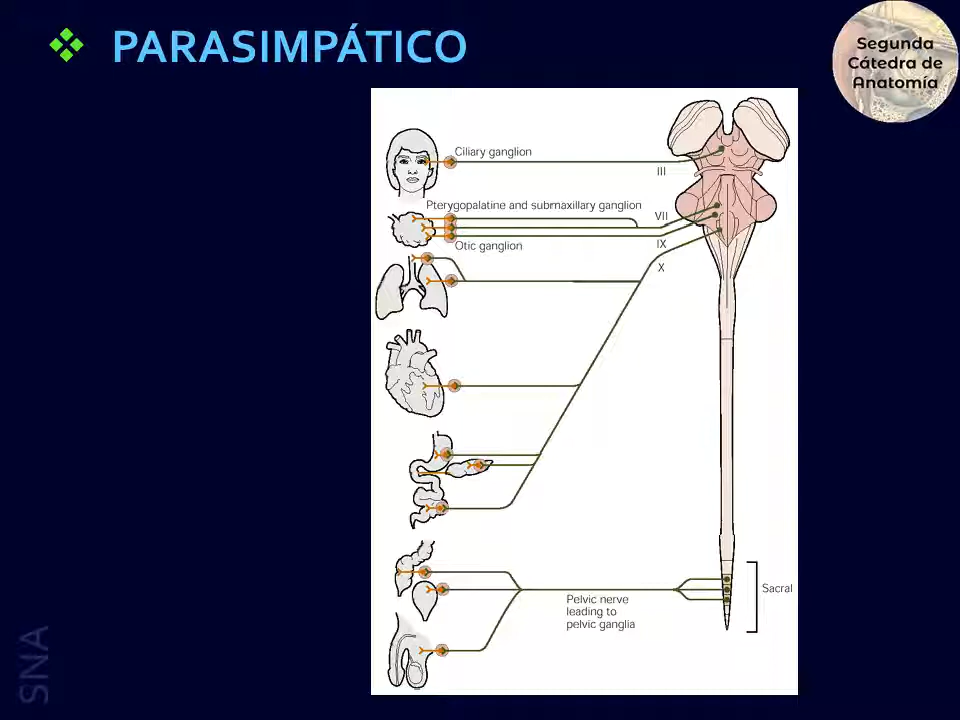 PARASIMPÁTICO
Segunda
Cátedra de
Anatomía
Ciliary ganglion
III
Pterygopalatine and submaxillary ganglion
VII
Otic ganglion
IX
X
Sacral
Pelvic nerve
leading to
pelvic ganglia
SNA